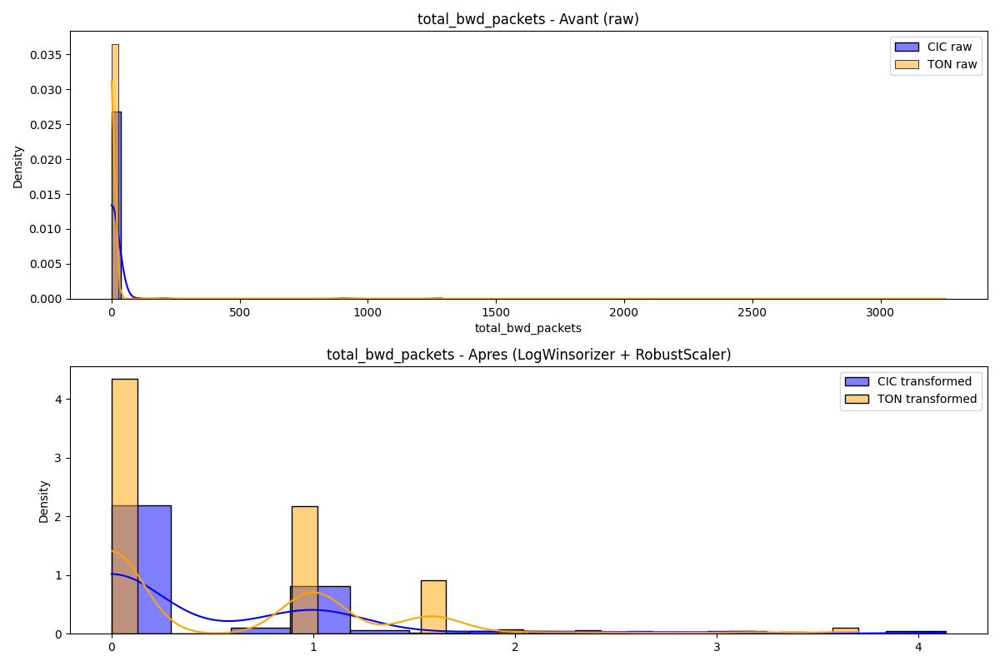 total_bwd_packets - Avant (raw)
CIC raw
TON raw
Density
0.035
0.030
0.025
0.020
0.015
0.010
0.005
0.000
0 500 1000 1500 2000 2500 3000
total_bwd_packets
total_bwd_packets - Apres (LogWinsorizer + RobustScaler)
CIC transformed
TON transformed
Density
4
3
2
1
0
0 1 2 3 4